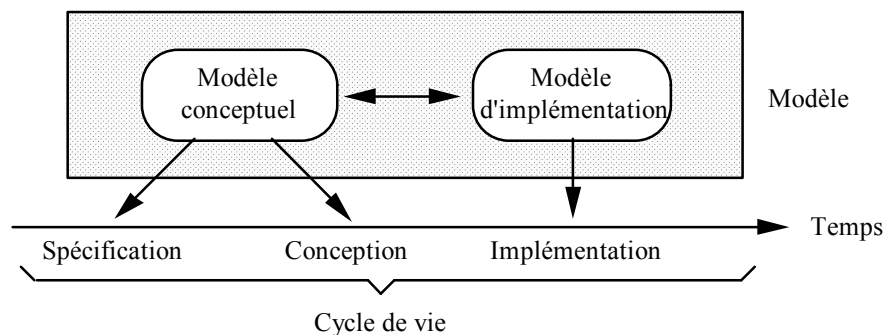 Modèle
conceptuel
Modèle
d'implémentation
Modèle
Temps
Spécification
Conception
Implémentation
Cycle de vie